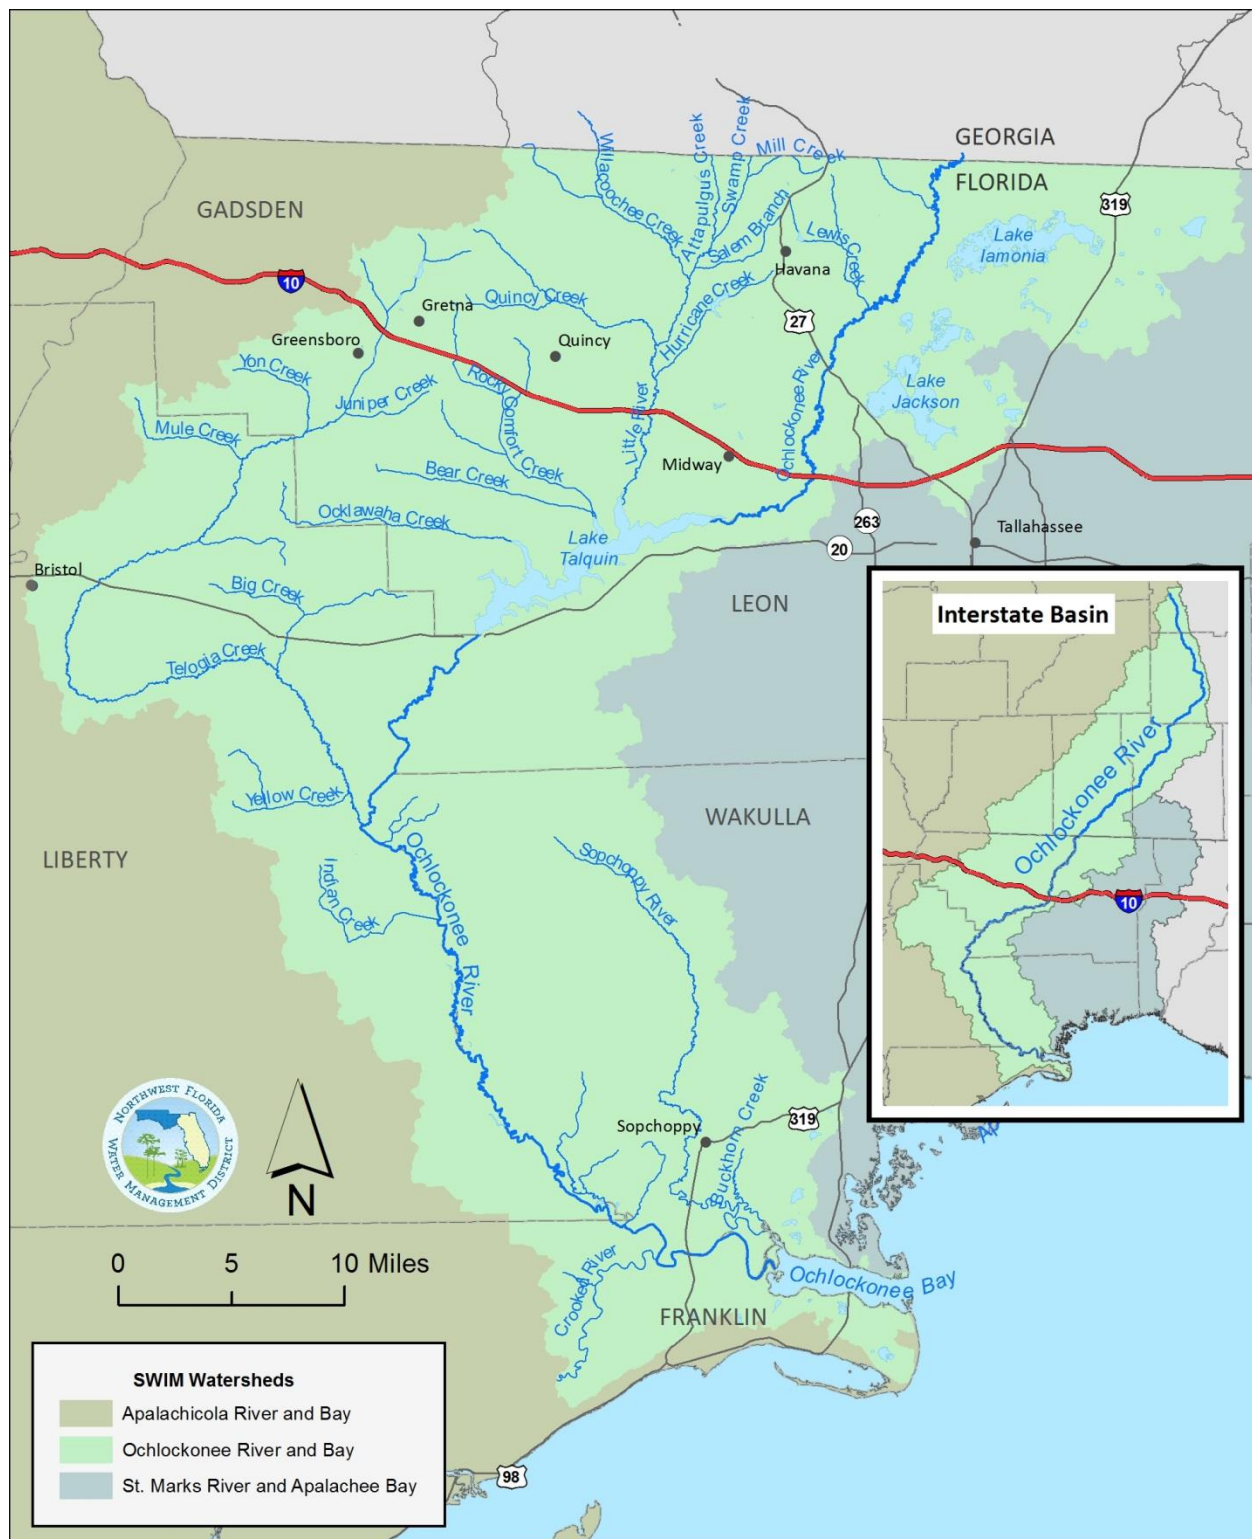 GEORGIA
FLORIDA
GADSDEN
Willacoochee Creek
Attapulgus Creek
Swamp Creek
Mill Creek
Salem Branch
Lewis Creek
Havana
319
Lake
Iamonia
10
Gretna
Quincy Creek
Hurricane Creek
27
Greensboro
Quincy
Yon Creek
Juniper Creek
Rocky Comfort Creek
Little River
Ochlockonee River
Lake
Jackson
Mule Creek
Bear Creek
Midway
Ocklawaha Creek
Lake
Talquin
263
20
Tallahassee
Bristol
Big Creek
LEON
Telogia Creek
Yellow Creek
WAKULLA
LIBERTY
Indian Creek
Ochlockonee River
Sopchoppy River
Interstate Basin
Ochlockonee River
10
Sopchoppy
Buckhorn Creek
319
Ap
NORTHWEST FLORIDA
WATER MANAGEMENT DISTRICT
N
0 5 10 Miles
Crooked River
Ochlockonee Bay
FRANKLIN
98
SWIM Watersheds
Apalachicola River and Bay
Ochlockonee River and Bay
St. Marks River and Apalachee Bay